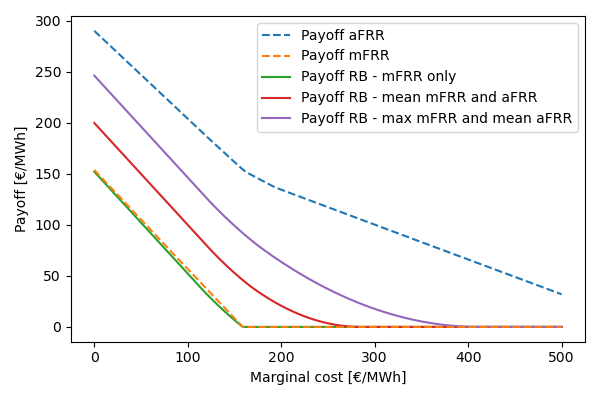 300
250
200
150
100
50
0
Payoff [€/MWh]
Payoff aFRR
Payoff mFRR
Payoff RB - mFRR only
Payoff RB - mean mFRR and aFRR
Payoff RB - max mFRR and mean aFRR
0 100 200 300 400 500
Marginal cost [€/MWh]